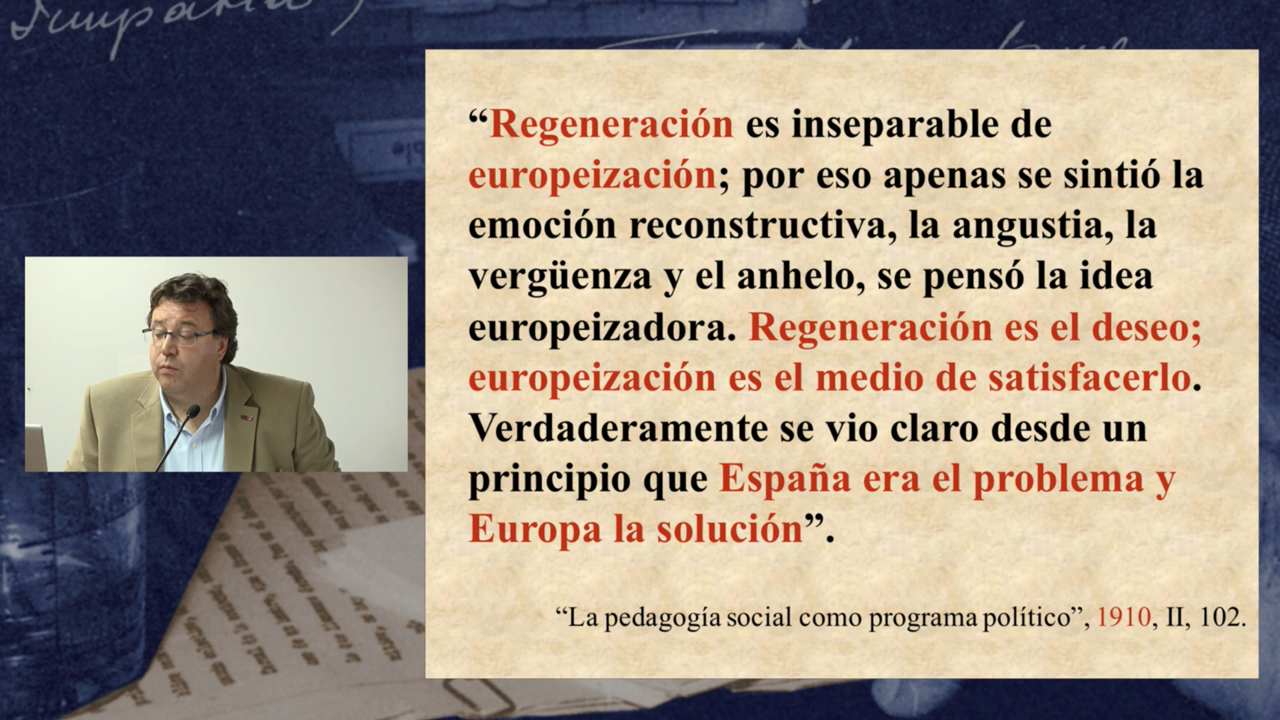 “Regeneración es inseparable de
europeización; por eso apenas se sintió la
emoción reconstructiva, la angustia, la
vergüenza y el anhelo, se pensó la idea
europeizadora. Regeneración es el deseo;
europeización es el medio de satisfacerlo.
Verdaderamente se vio claro desde un
principio que España era el problema y
Europa la solución”.
“La pedagogía social como programa político”, 1910, II, 102.